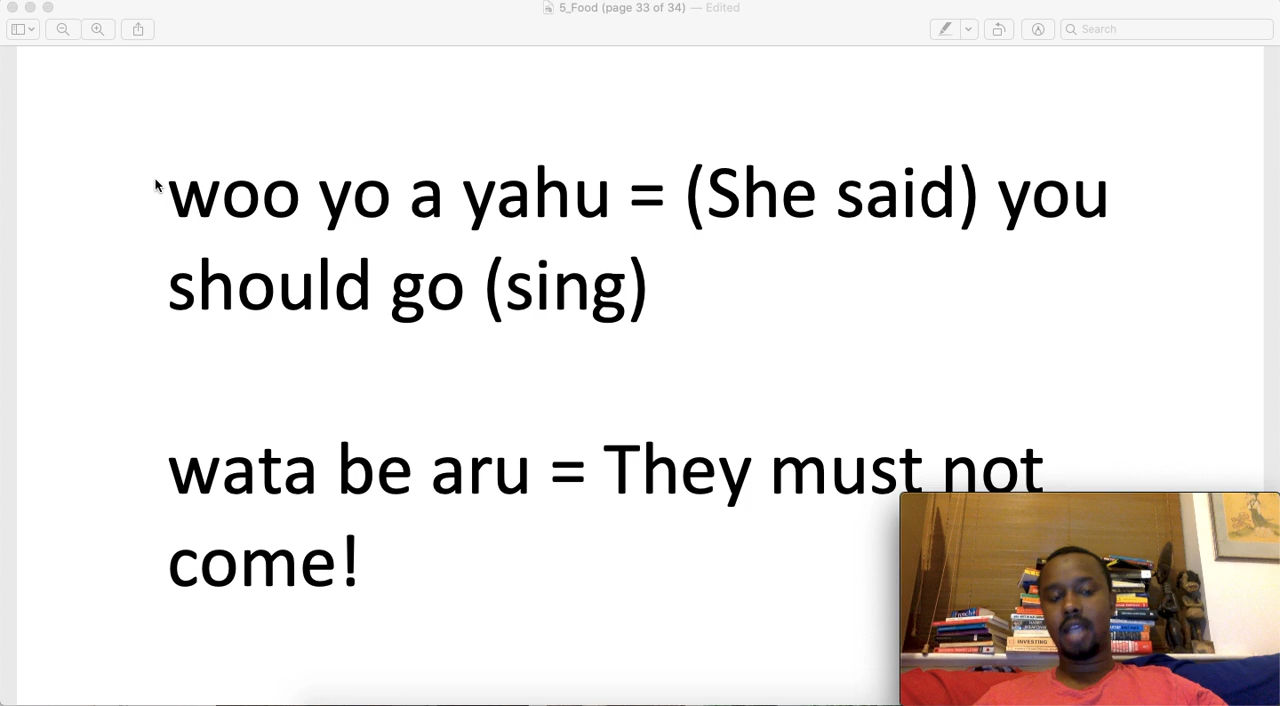 5_Food (page 33 of 34) — Edited
Search
woo yo a yahu = (She said) you
should go (sing)
wata be aru = They must not
come!
INVESTING